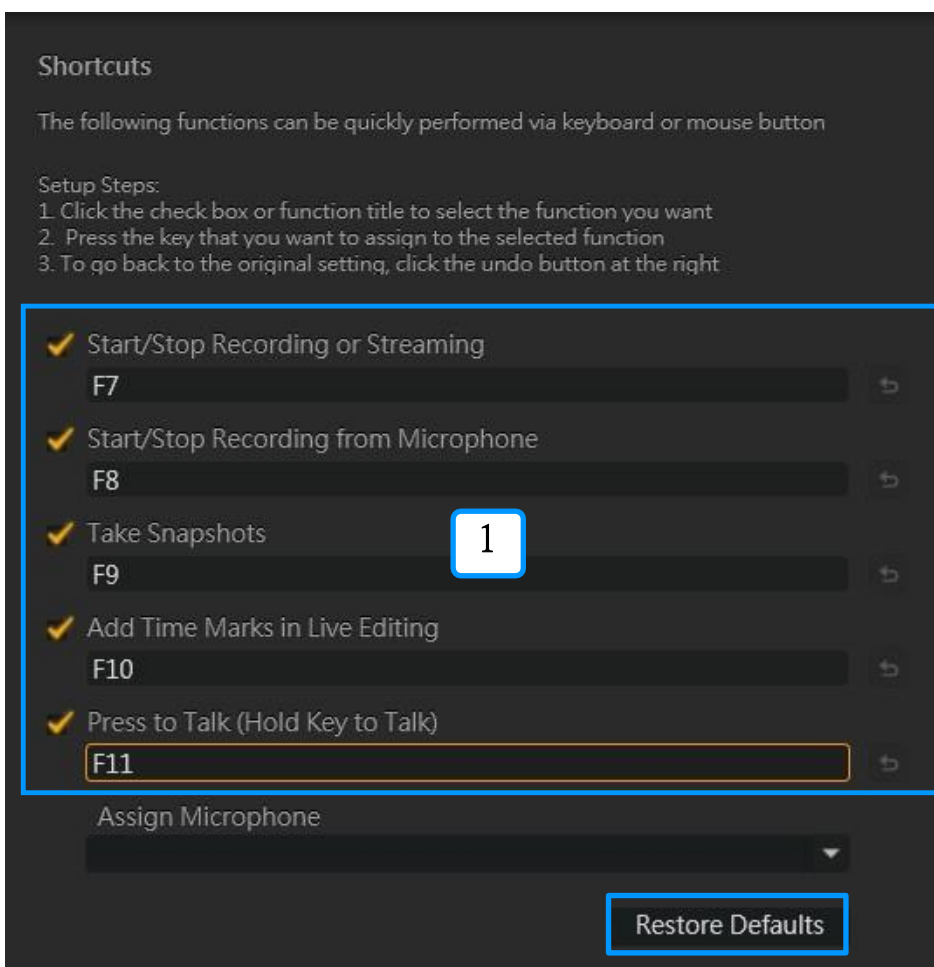 Shortcuts
The following functions can be quickly performed via keyboard or mouse button
Setup Steps:
1. Click the check box or function title to select the function you want
2. Press the key that you want to assign to the selected function
3. To go back to the original setting, click the undo button at the right
Start/Stop Recording or Streaming
F7
Start/Stop Recording from Microphone
F8
Take Snapshots
1
F9
Add Time Marks in Live Editing
F10
Press to Talk (Hold Key to Talk)
F11
Assign Microphone
Restore Defaults